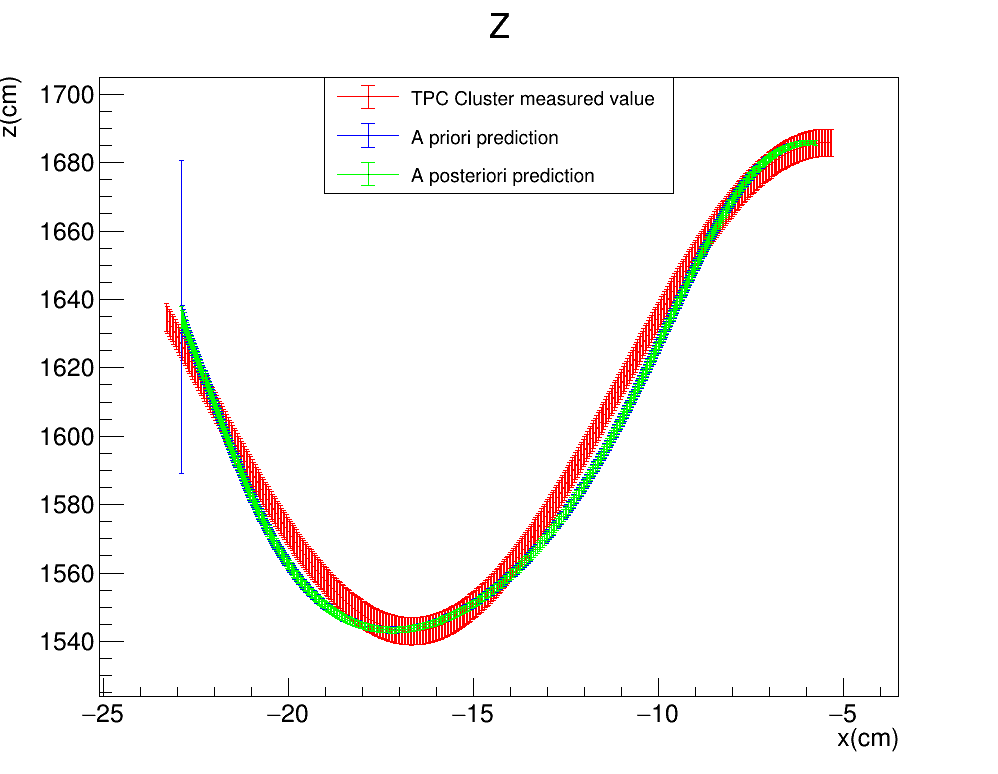 Z
z(cm)
1700
1680
1660
1640
1620
1600
1580
1560
1540
TPC Cluster measured value
A priori prediction
A posteriori prediction
−25
−20
−15
−10
−5
x(cm)